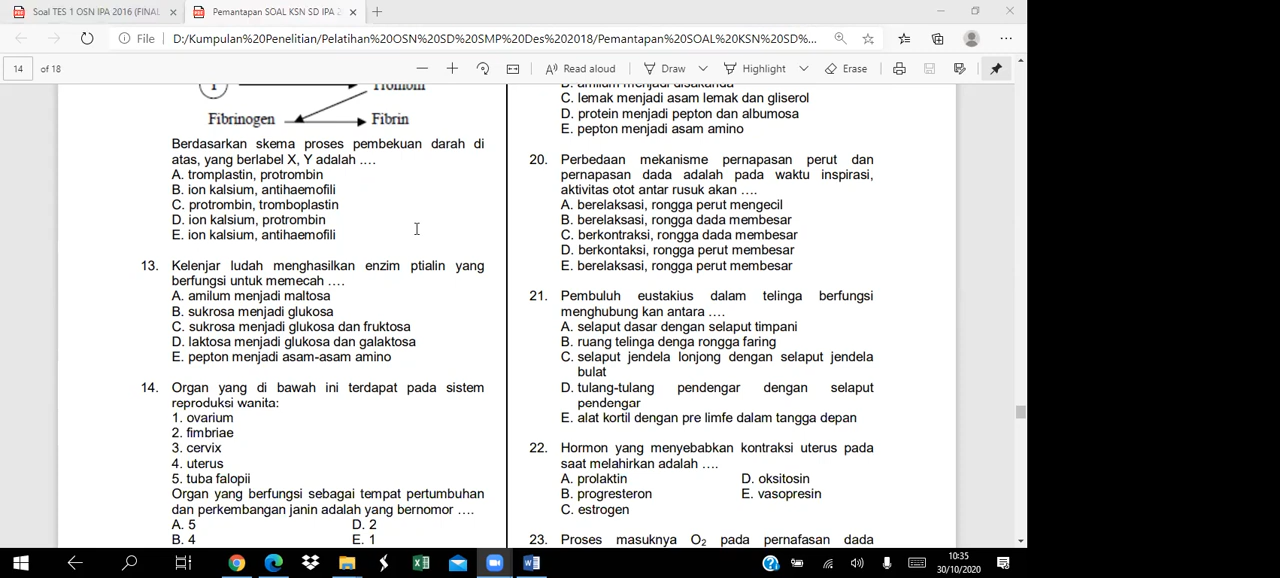 Soal TES 1 OSN IPA 2016 (FINAL
Pemantapan SOAL KSN SD IPA 2
File
D:/Kumpulan%20Penelitian/Pelatihan%20OSN%20SD%20SMP%20Des%202018/Pemantapan%20SOAL%20KSN%20SD%...
14 of 18
Read aloud
Draw
Highlight
Erase
Y
Fibrinogen
Fibrin
Berdasarkan skema proses pembekuan darah di
atas, yang berlabel X, Y adalah ....
A. tromplastin, protrombin
B. ion kalsium, antihaemofili
C. protrombin, tromboplastin
D. ion kalsium, protrombin
E. ion kalsium, antihaemofili
13. Kelenjar ludah menghasilkan enzim ptialin yang
berfungsi untuk memecah ....
A. amilum menjadi maltosa
B. sukrosa menjadi glukosa
C. sukrosa menjadi glukosa dan fruktosa
D. laktosa menjadi glukosa dan galaktosa
E. pepton menjadi asam-asam amino
14. Organ yang di bawah ini terdapat pada sistem
reproduksi wanita:
1. ovarium
2. fimbriae
3. cervix
4. uterus
5. tuba falopii
Organ yang berfungsi sebagai tempat pertumbuhan
dan perkembangan janin adalah yang bernomor ....
A. 5 D. 2
B. 4 E. 1
C. lemak menjadi asam lemak dan gliserol
D. protein menjadi pepton dan albumosa
E. pepton menjadi asam amino
20. Perbedaan mekanisme pernapasan perut dan
pernapasan dada adalah pada waktu inspirasi,
aktivitas otot antar rusuk akan ....
A. berelaksasi, rongga perut mengecil
B. berelaksasi, rongga dada membesar
C. berkontraksi, rongga dada membesar
D. berkontaksi, rongga perut membesar
E. berelaksasi, rongga perut membesar
21. Pembuluh eustakius dalam telinga berfungsi
menghubung kan antara ....
A. selaput dasar dengan selaput timpani
B. ruang telinga denga rongga faring
C. selaput jendela lonjong dengan selaput jendela
bulat
D. tulang-tulang pendengar dengan selaput
pendengar
E. alat kortil dengan pre limfe dalam tangga depan
22. Hormon yang menyebabkan kontraksi uterus pada
saat melahirkan adalah ....
A. prolaktin D. oksitosin
B. progresteron E. vasopresin
C. estrogen
23. Proses masuknya O₂ pada pernafasan dada
10:35
30/10/2020